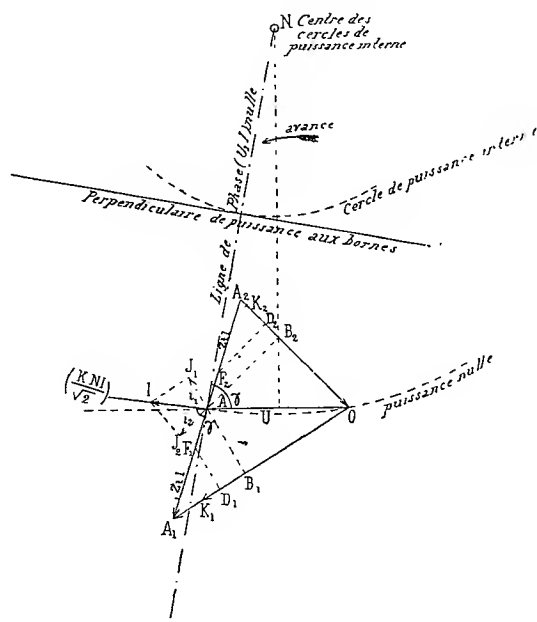 N Centre des
cercles de
puissance interne
avance
Phase (U, I) nulle
Cercle de puissance interne
Perpendiculaire de puissance aux bornes
Ligne de
A₂
K₂
D₂
B₂
J₁
F₂
I
A
γ
U
O
puissance nulle
(KNI/√2)
J₂
F₁
γ
B₁
D₁
K₁
A₁